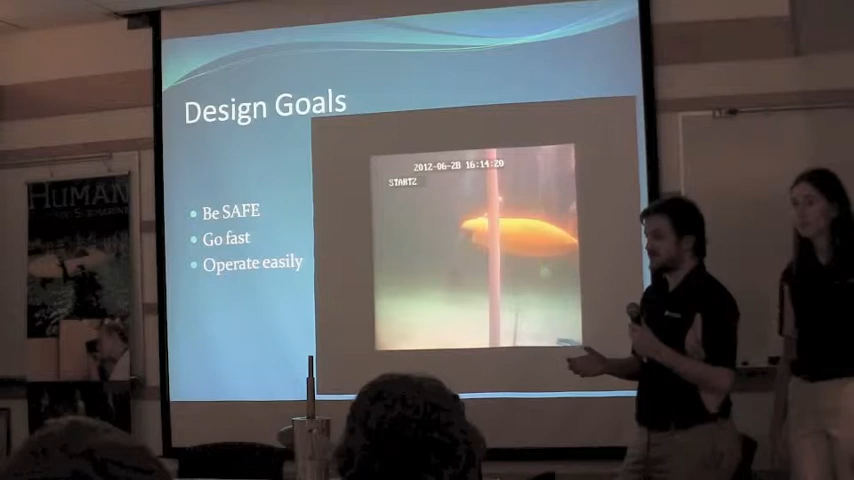 Design Goals
2012-06-28 16:14:20
START2
Be SAFE
Go fast
Operate easily
HUMAN